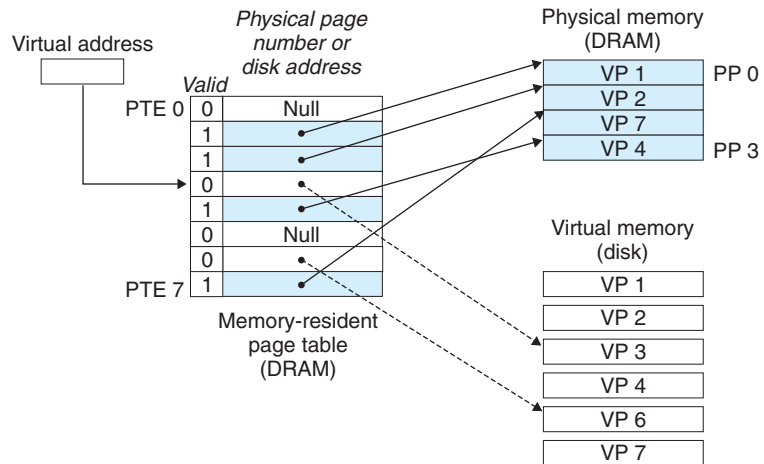 Virtual address
Physical page
number or
disk address
Valid
PTE 0
0 Null
1
1
0
1
0 Null
0
PTE 7
1
Memory-resident
page table
(DRAM)
Physical memory
(DRAM)
VP 1 PP 0
VP 2
VP 7
VP 4 PP 3
Virtual memory
(disk)
VP 1
VP 2
VP 3
VP 4
VP 6
VP 7